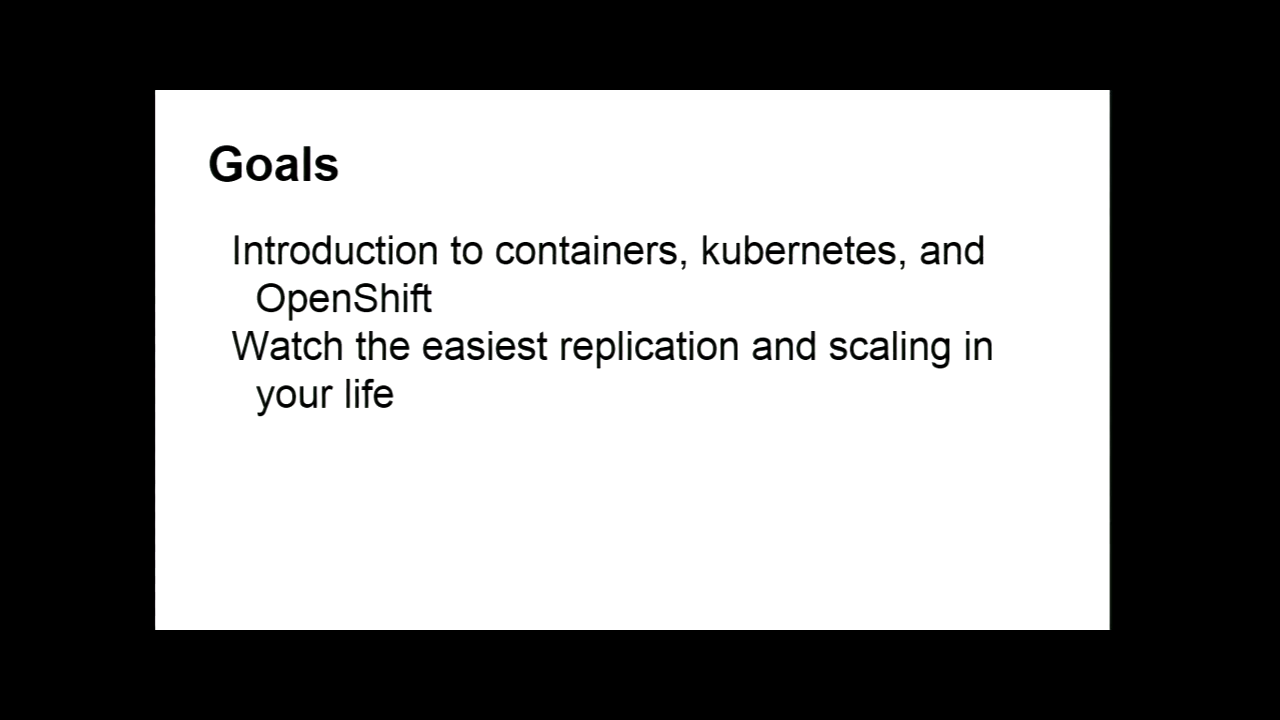 Goals
Introduction to containers, kubernetes, and
OpenShift
Watch the easiest replication and scaling in
your life